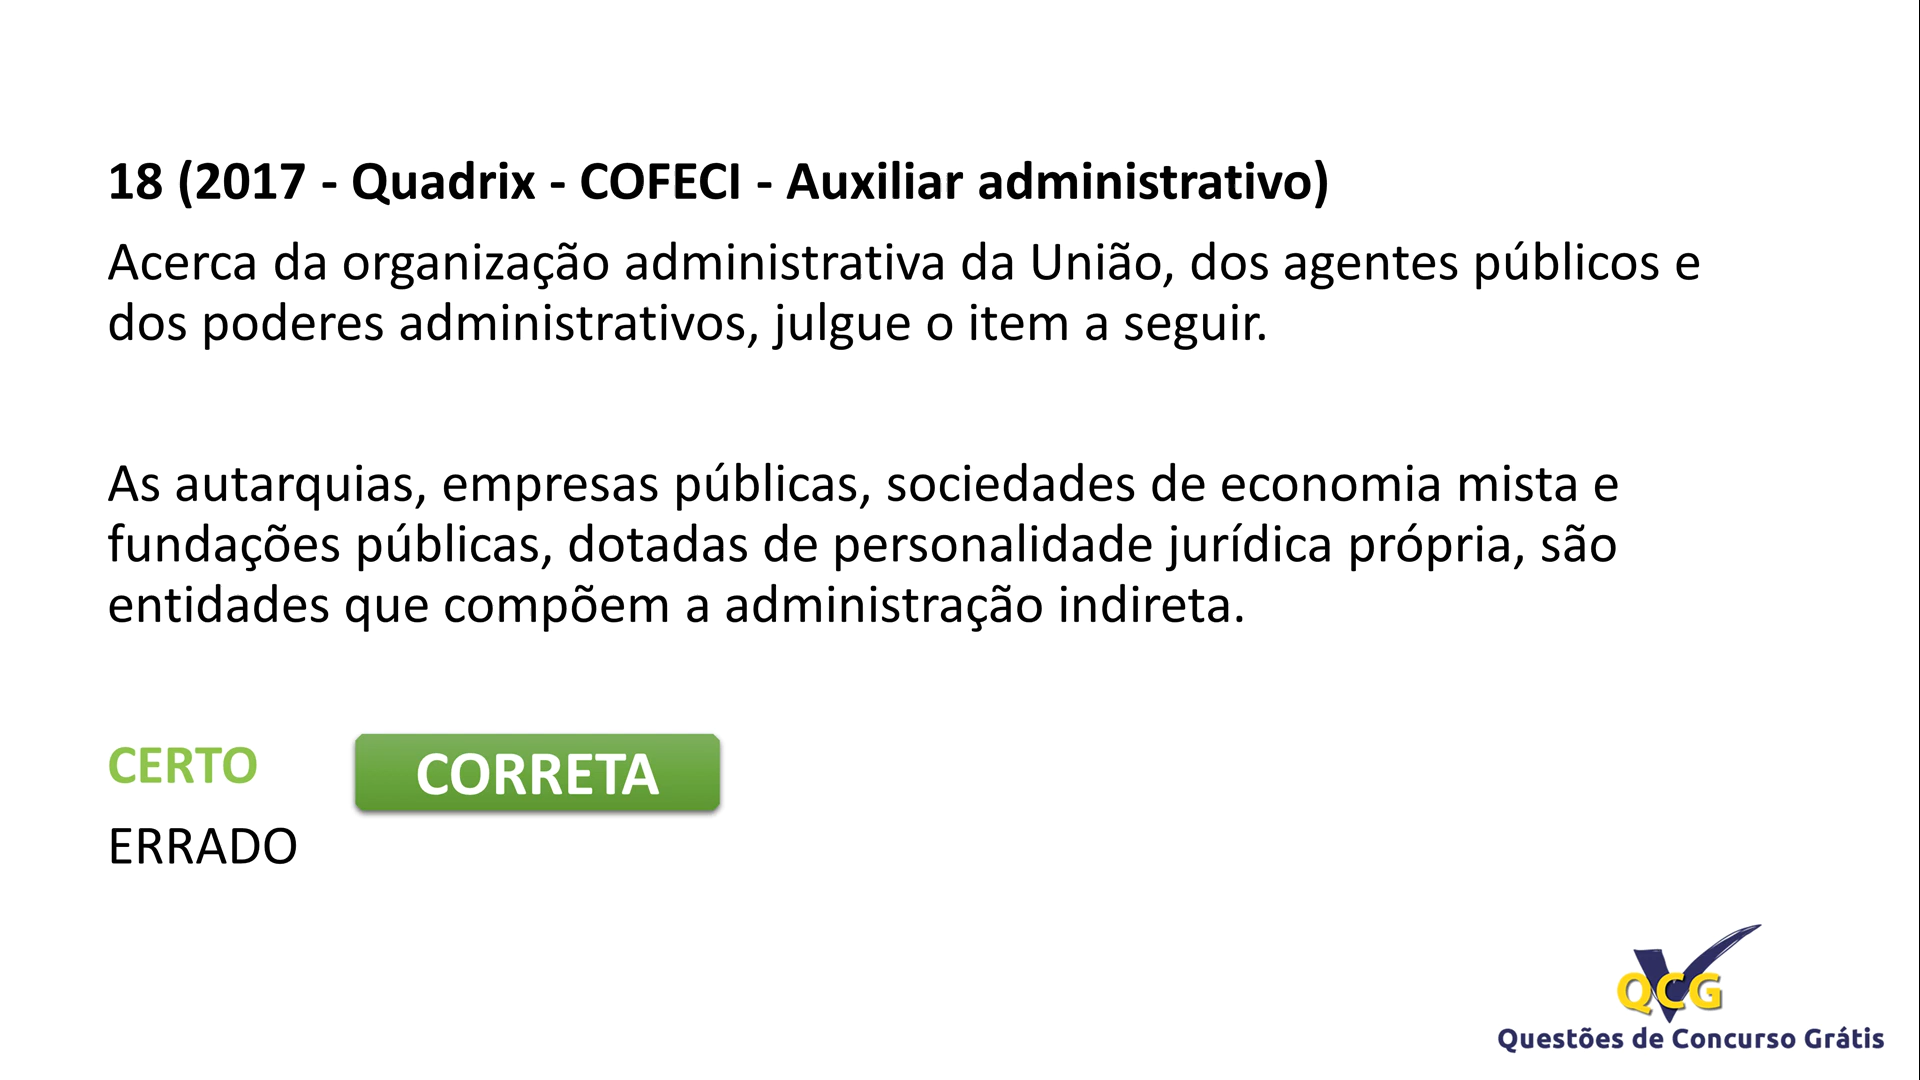 18 (2017 - Quadrix - COFECI - Auxiliar administrativo)
Acerca da organização administrativa da União, dos agentes públicos e
dos poderes administrativos, julgue o item a seguir.
As autarquias, empresas públicas, sociedades de economia mista e
fundações públicas, dotadas de personalidade jurídica própria, são
entidades que compõem a administração indireta.
CERTO
CORRETA
ERRADO
QCG
Questões de Concurso Grátis